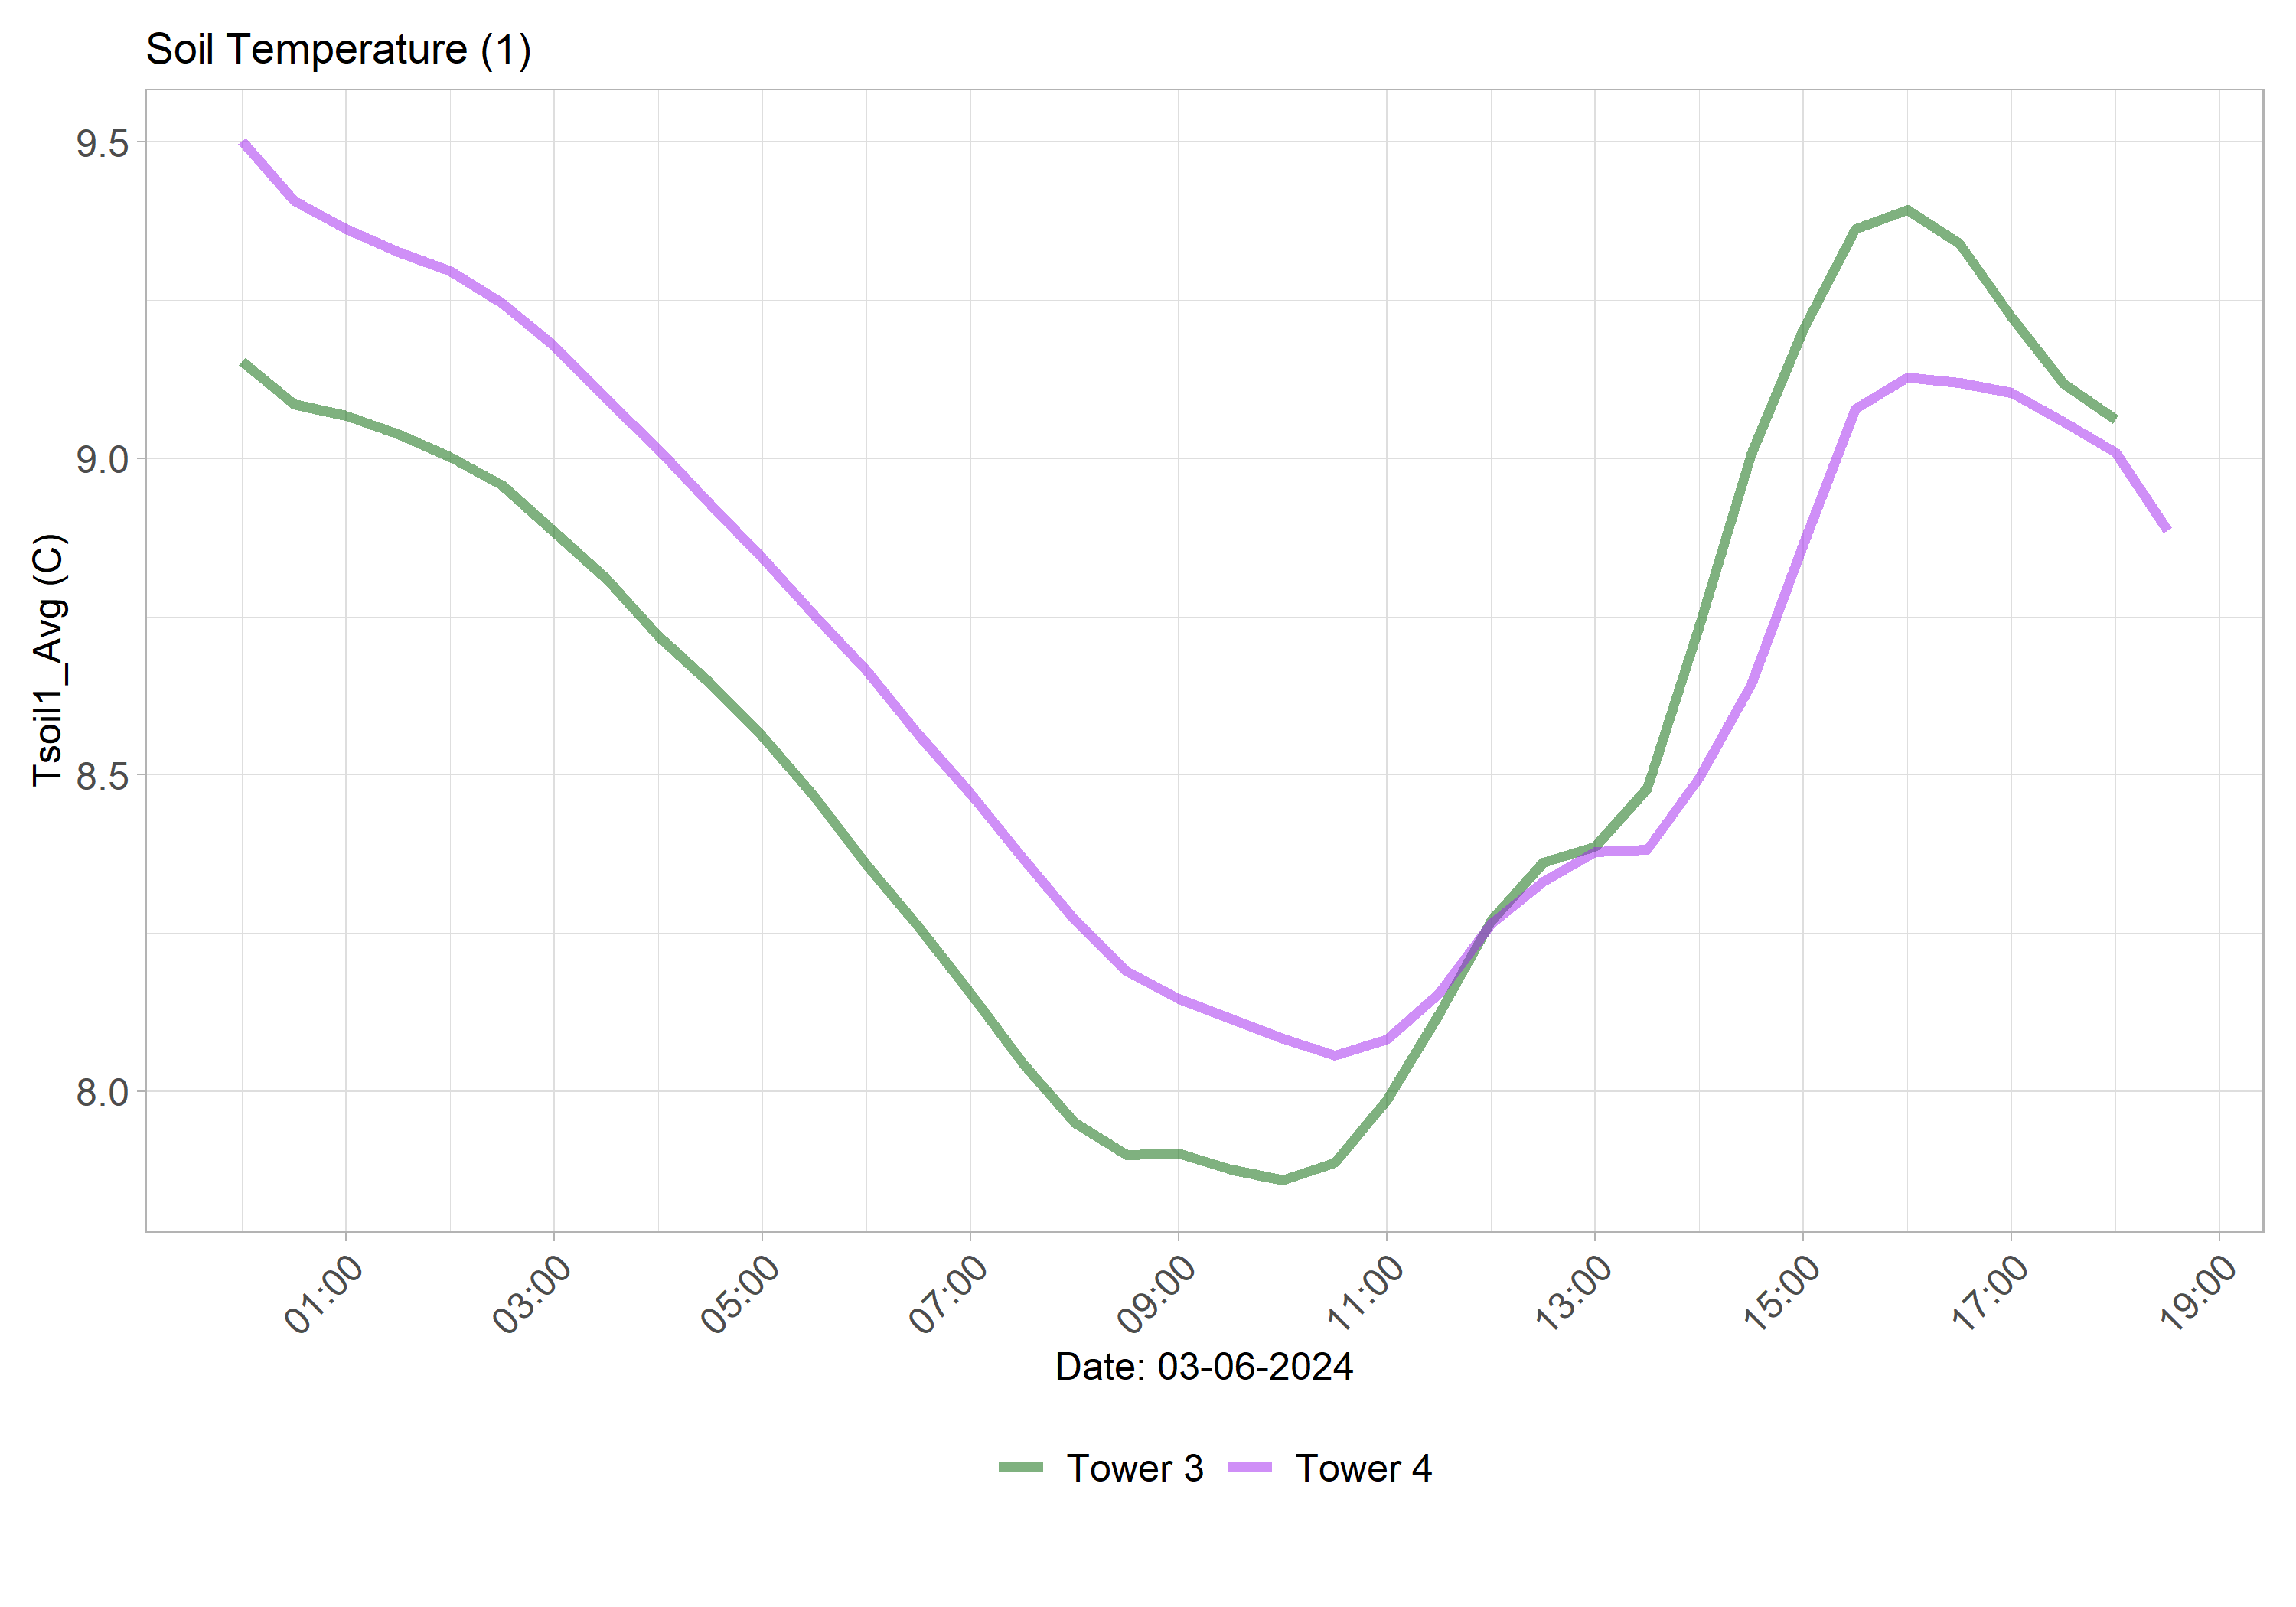 Soil Temperature (1)
Tsoil1_Avg (C)
9.5
9.0
8.5
8.0
01:00 03:00 05:00 07:00 09:00 11:00 13:00 15:00 17:00 19:00
Date: 03-06-2024
Tower 3 Tower 4